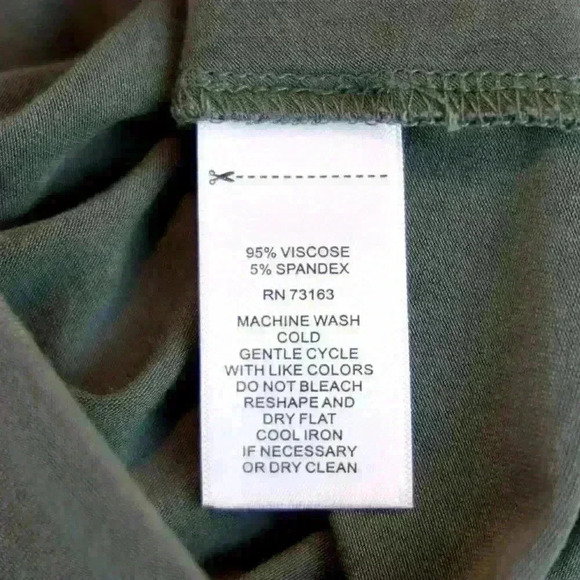 95% VISCOSE
5% SPANDEX
RN 73163
MACHINE WASH
COLD
GENTLE CYCLE
WITH LIKE COLORS
DO NOT BLEACH
RESHAPE AND
DRY FLAT
COOL IRON
IF NECESSARY
OR DRY CLEAN